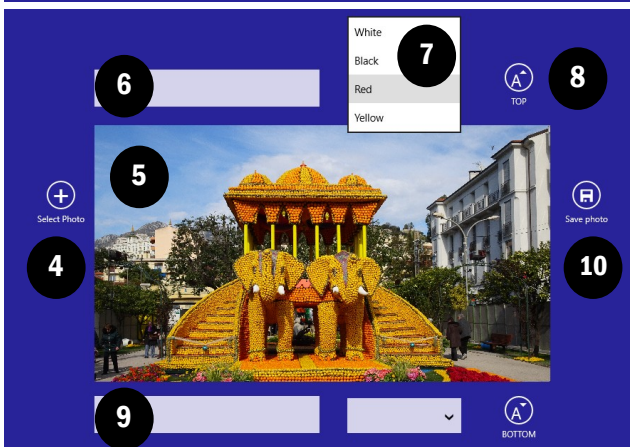 White
7
Black
Red
Yellow
6
A
TOP
8
5
Select Photo
4
Save photo
10
9
A
BOTTOM